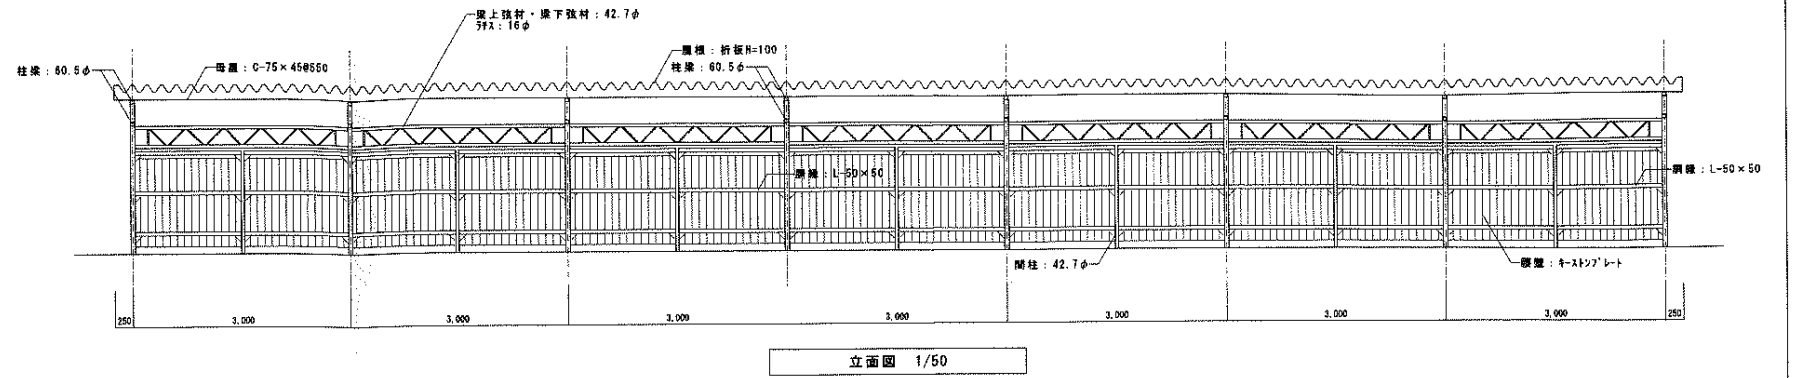 梁上弦材・梁下弦材：42.7φ
ﾗﾁｽ：16φ
屋根：折板H=100
柱梁：60.5φ
母屋：C-75×45@550
柱梁：60.5φ
胴縁：L-50×50
胴縁：L-50×50
間柱：42.7φ
腰壁：ｷｰｽﾄﾝﾌﾟﾚｰﾄ
250
3,000
3,000
3,000
3,000
3,000
3,000
3,000
250
立面図 1/50